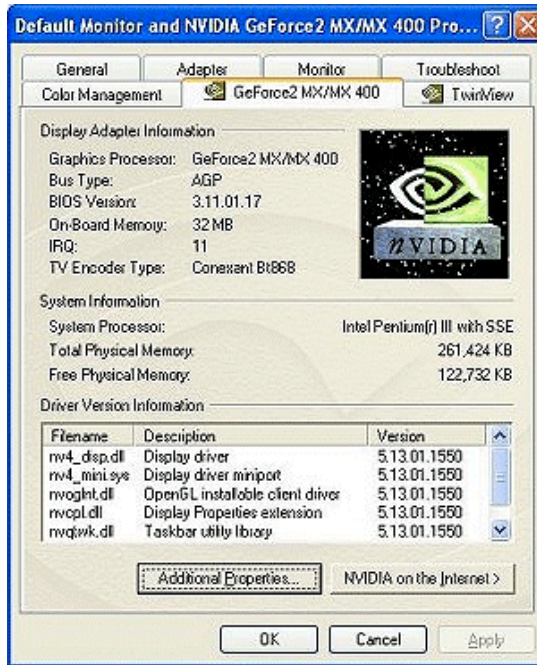 Default Monitor and NVIDIA GeForce2 MX/MX 400 Pro...
General Adapter Monitor Troubleshoot
Color Management GeForce2 MX/MX 400 TwinView
Display Adapter Information
Graphics Processor: GeForce2 MX/MX 400
Bus Type: AGP
BIOS Version: 3.11.01.17
On-Board Memory: 32 MB
IRQ: 11
TV Encoder Type: Conexant Bt868
nVIDIA
System Information
System Processor: Intel Pentium(r) III with SSE
Total Physical Memory: 261,424 KB
Free Physical Memory: 122,732 KB
Driver Version Information
Filename Description Version
nv4_disp.dll Display driver 5.13.01.1550
nv4_mini.sys Display driver miniport 5.13.01.1550
nvoglnt.dll OpenGL installable client driver 5.13.01.1550
nvcpl.dll Display Properties extension 5.13.01.1550
nvqtwk.dll Taskbar utility library 5.13.01.1550
Additional Properties... NVIDIA on the Internet >
OK Cancel Apply